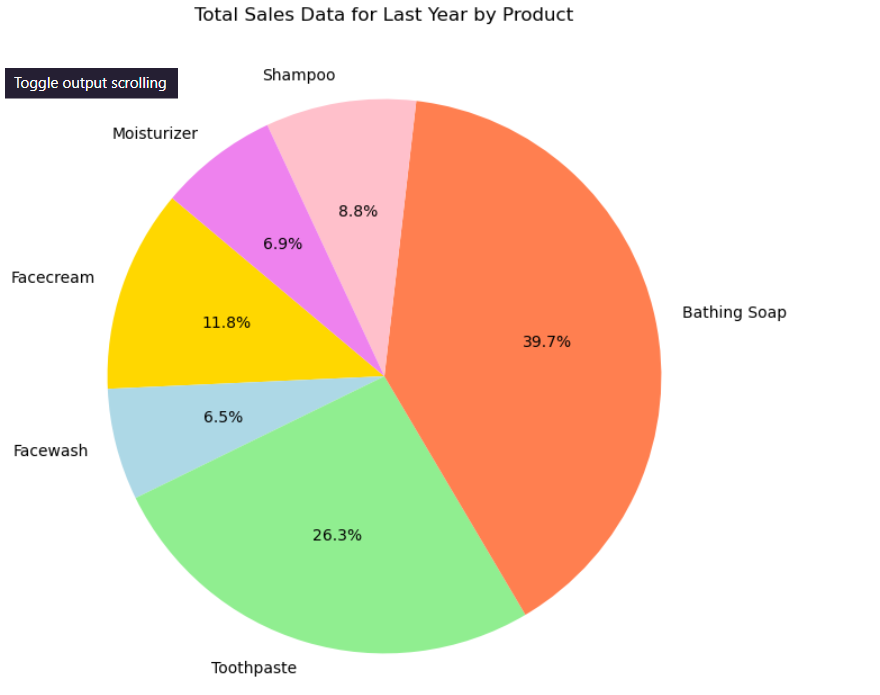 Total Sales Data for Last Year by Product
Toggle output scrolling
Shampoo
Moisturizer
8.8%
6.9%
Facecream
Bathing Soap
11.8%
39.7%
6.5%
Facewash
26.3%
Toothpaste